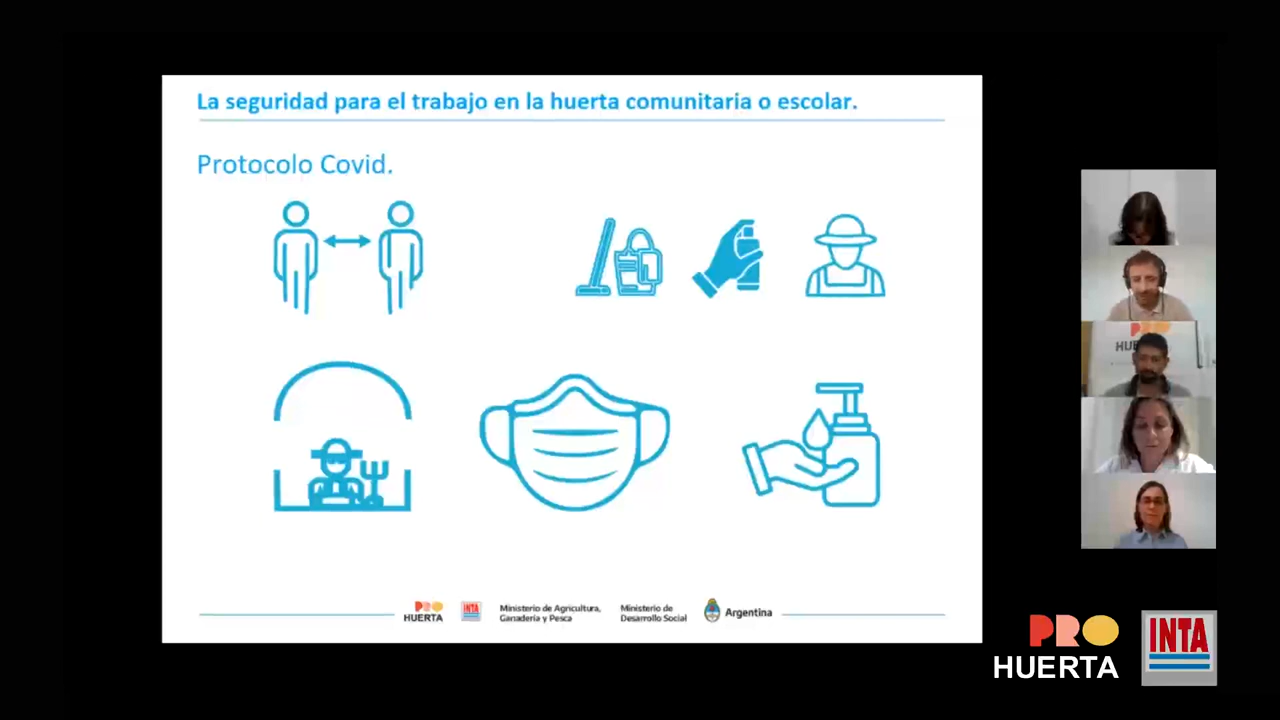 La seguridad para el trabajo en la huerta comunitaria o escolar.
Protocolo Covid.
PRO
HUERTA
INTA
Ministerio de Agricultura,
Ganadería y Pesca
Ministerio de
Desarrollo Social
Argentina
PRO
HUERTA
INTA